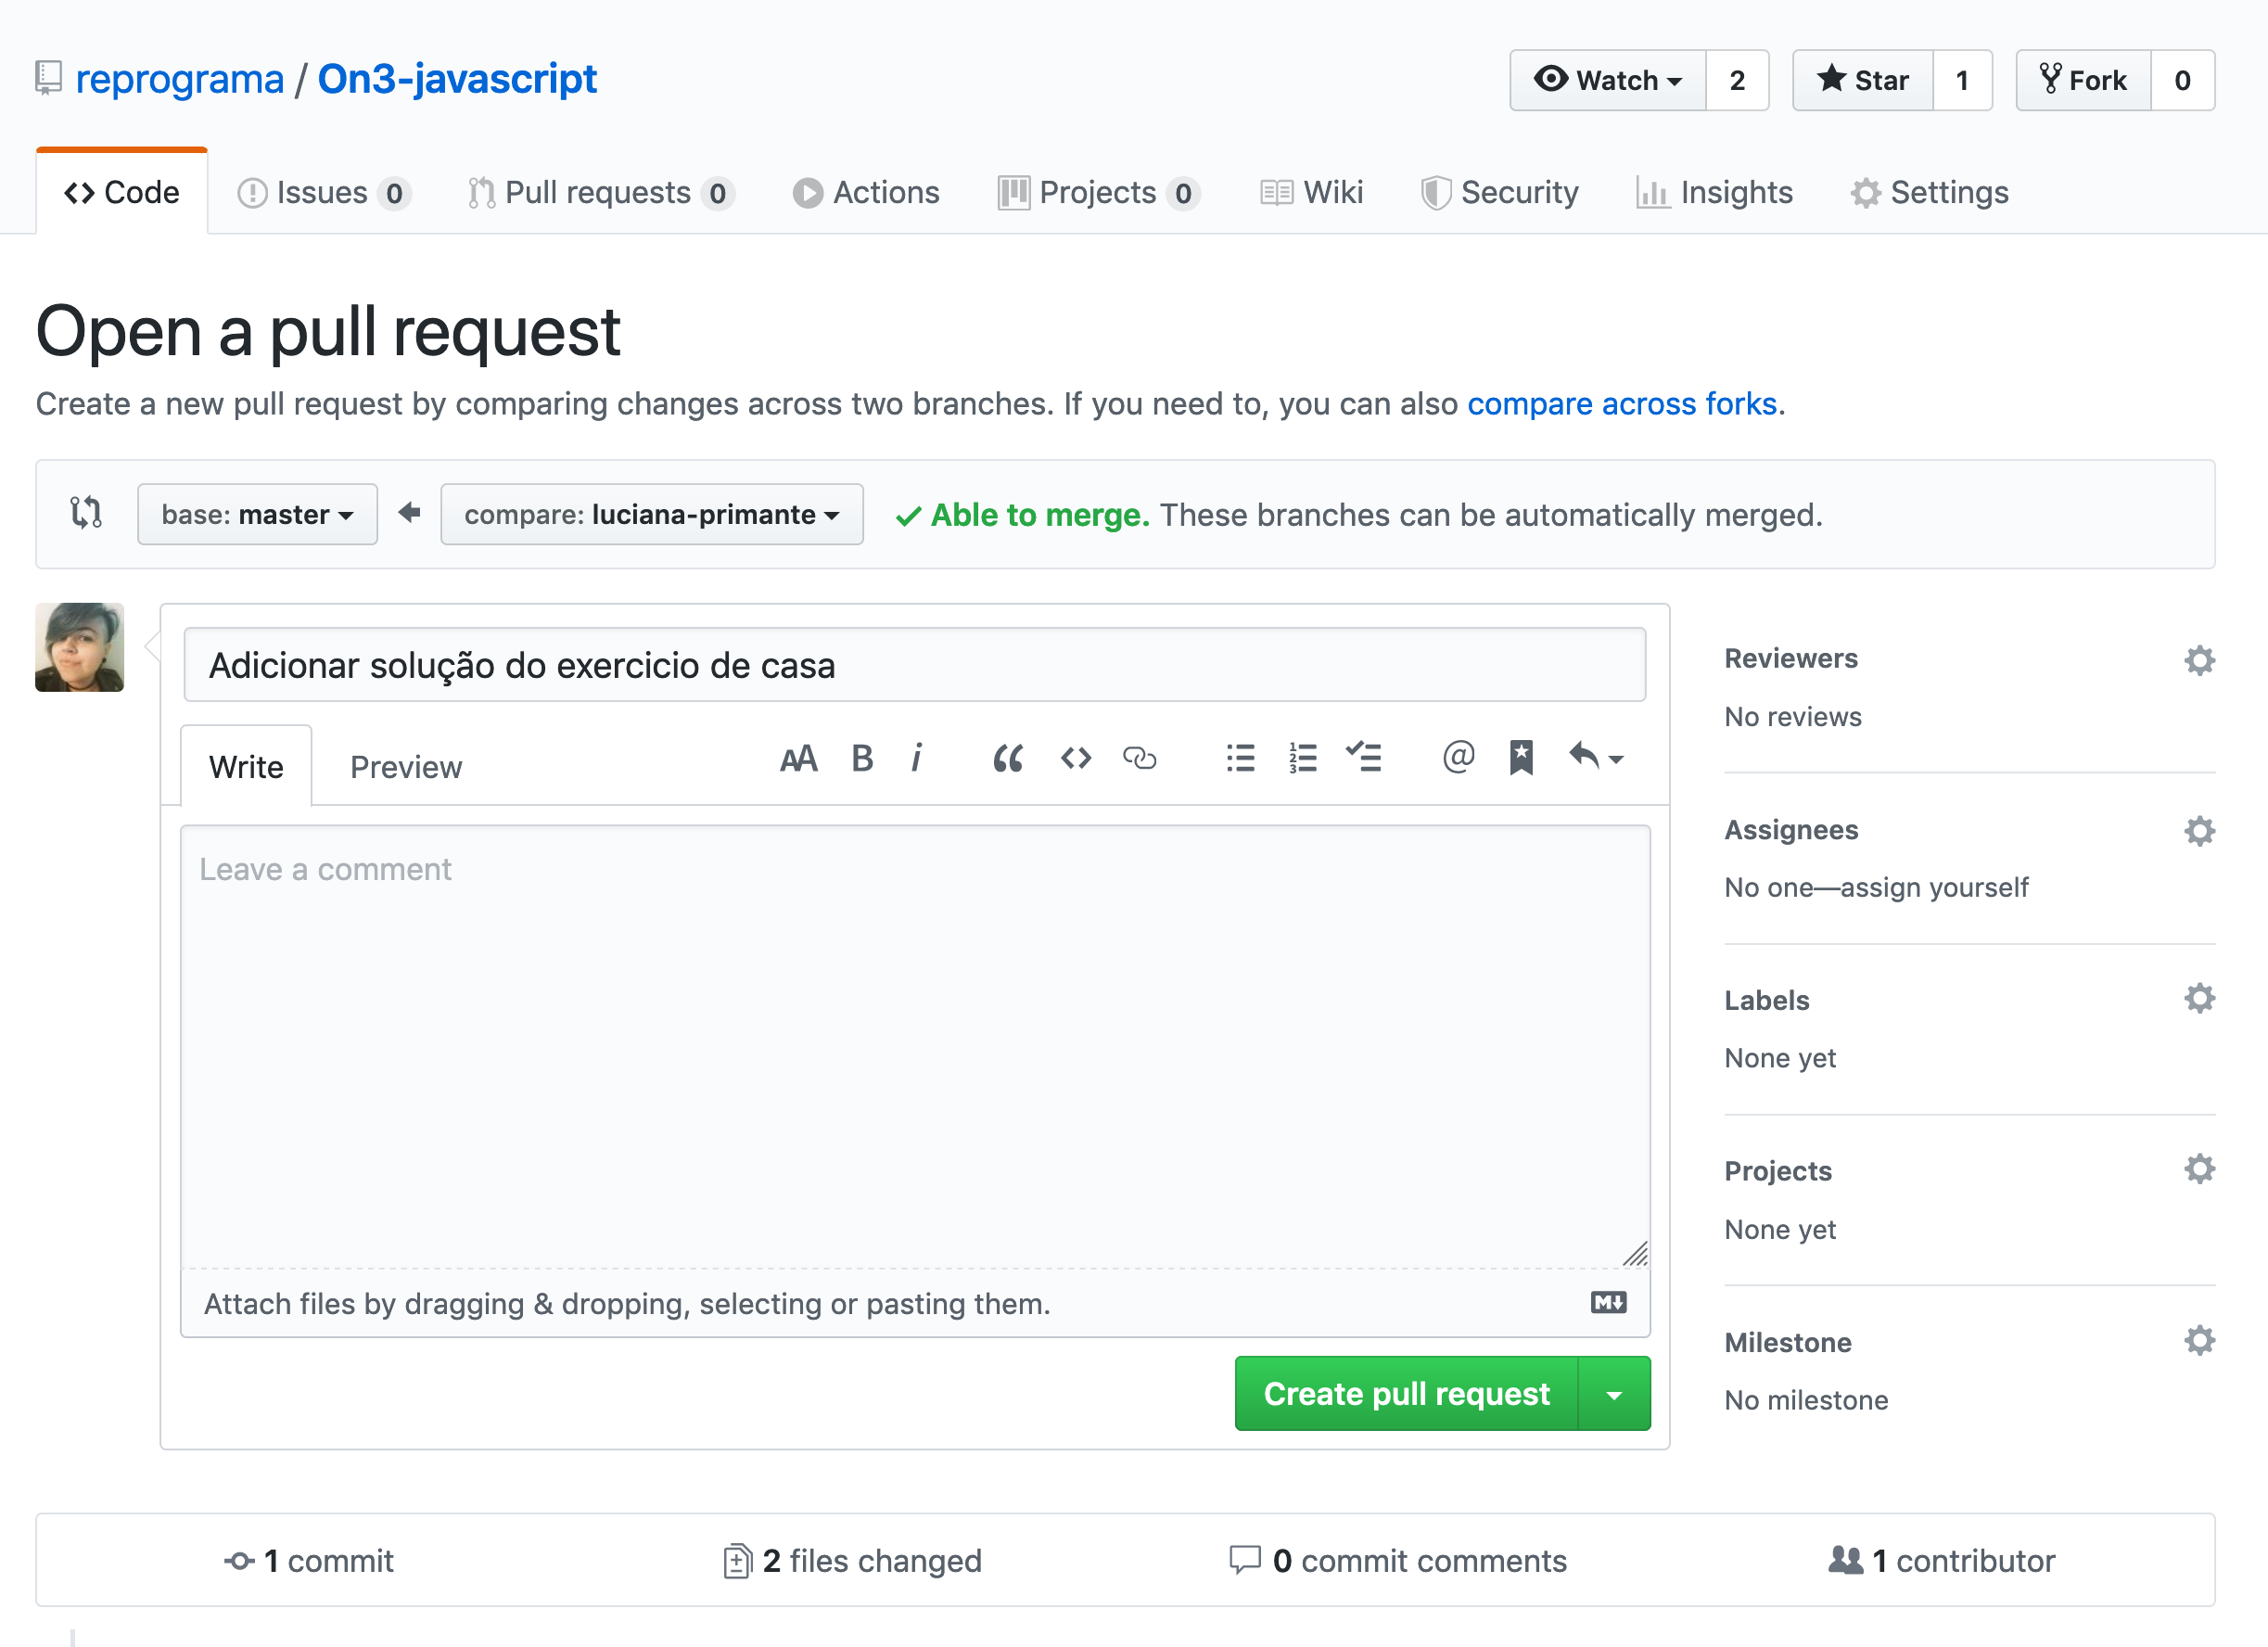 reprograma / On3-javascript
Watch 2 Star 1 Fork 0
Code Issues 0 Pull requests 0 Actions Projects 0 Wiki Security Insights Settings
Open a pull request
Create a new pull request by comparing changes across two branches. If you need to, you can also compare across forks.
base: master compare: luciana-primante Able to merge. These branches can be automatically merged.
Adicionar solução do exercicio de casa
Write Preview
Leave a comment
Attach files by dragging & dropping, selecting or pasting them.
Create pull request
Reviewers
No reviews
Assignees
No one—assign yourself
Labels
None yet
Projects
None yet
Milestone
No milestone
1 commit 2 files changed 0 commit comments 1 contributor